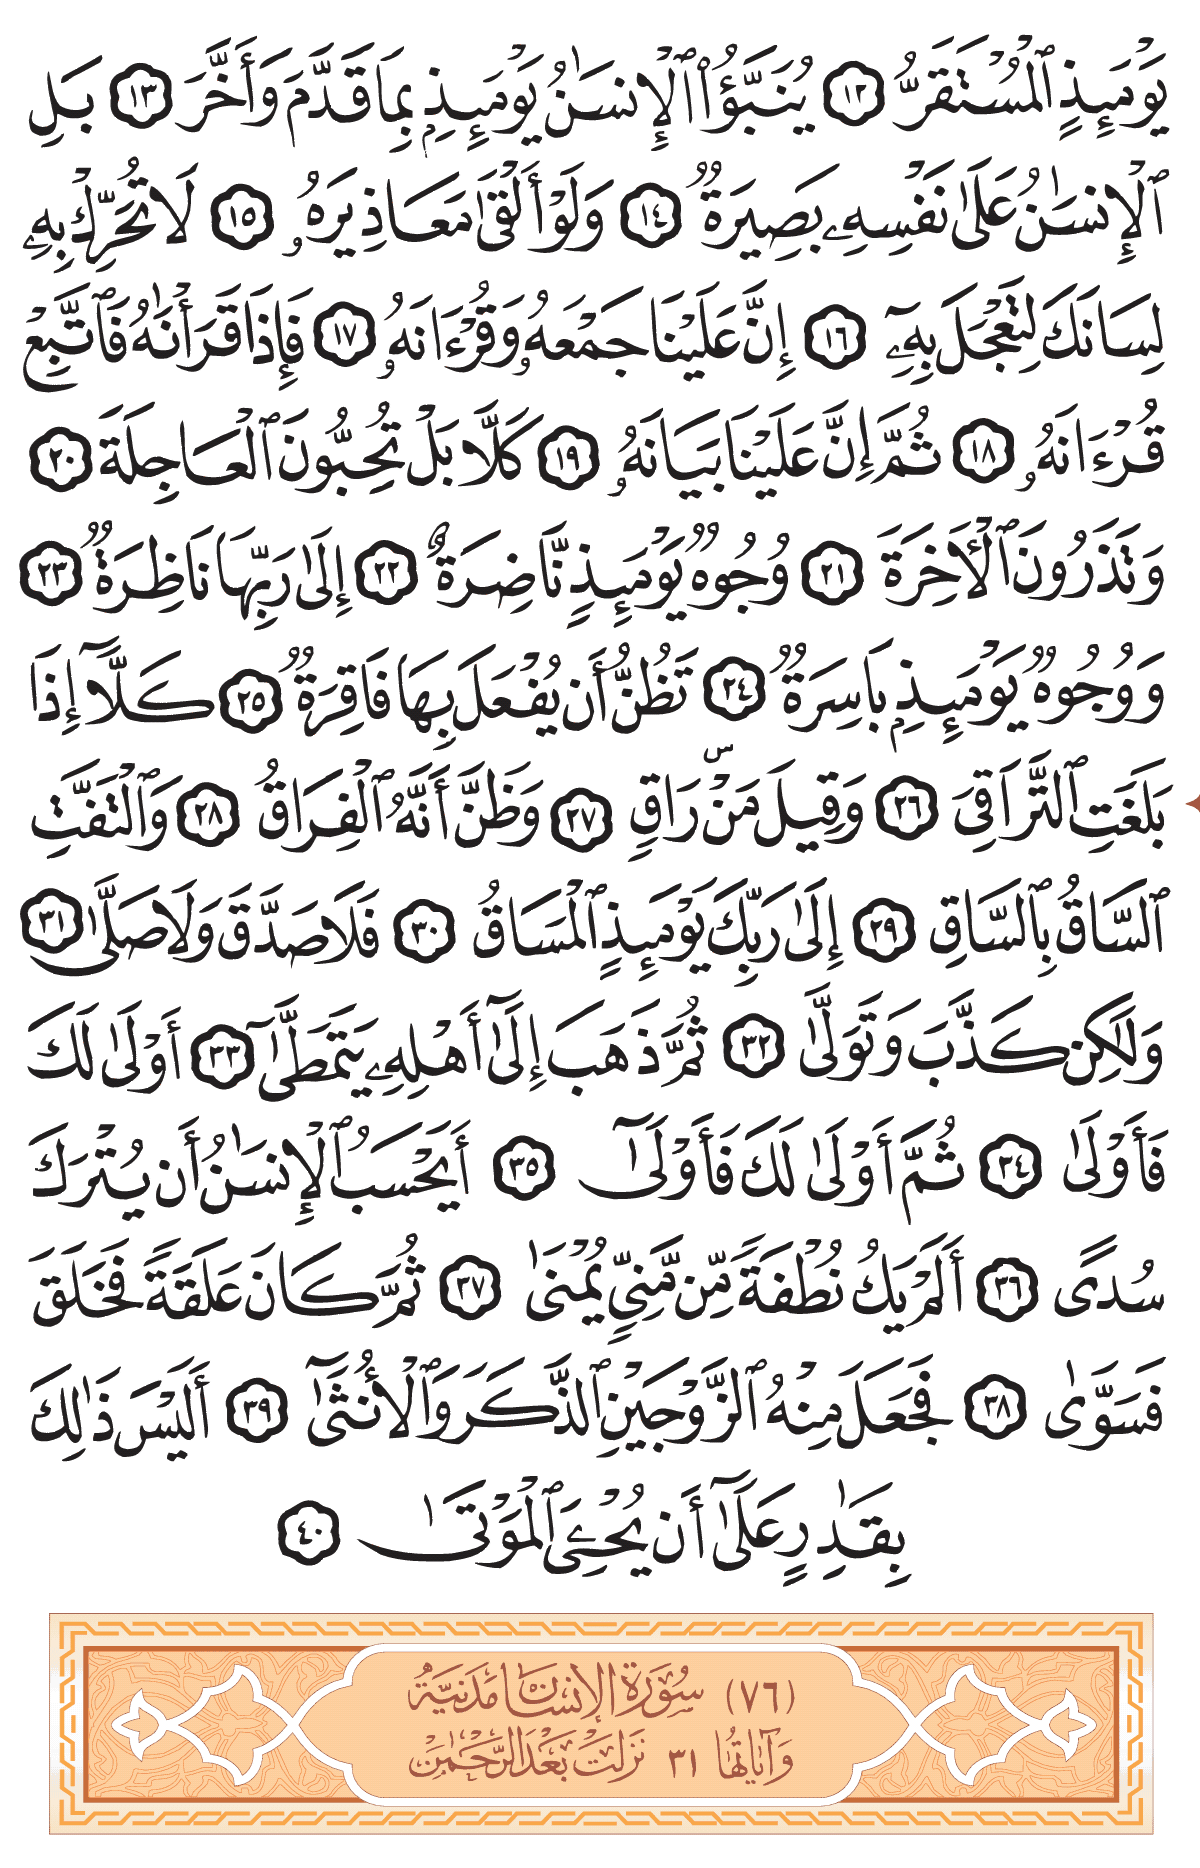 يَوْمَئِذٍ ٱلْمُسْتَقَرُّ ١٢ يُنَبَّؤُا۟ ٱلْإِنسَـٰنُ يَوْمَئِذِۭ بِمَا قَدَّمَ وَأَخَّرَ ١٣ بَلِ
ٱلْإِنسَـٰنُ عَلَىٰ نَفْسِهِۦ بَصِيرَةٌ ١٤ وَلَوْ أَلْقَىٰ مَعَاذِيرَهُۥ ١٥ لَا تُحَرِّكْ بِهِۦ
لِسَانَكَ لِتَعْجَلَ بِهِۦٓ ١٦ إِنَّ عَلَيْنَا جَمْعَهُۥ وَقُرْءَانَهُۥ ١٧ فَإِذَا قَرَأْنَـٰهُ فَٱتَّبِعْ
قُرْءَانَهُۥ ١٨ ثُمَّ إِنَّ عَلَيْنَا بَيَانَهُۥ ١٩ كَلَّا بَلْ تُحِبُّونَ ٱلْعَاجِلَةَ ٢٠
وَتَذَرُونَ ٱلْـَٔاخِرَةَ ٢١ وُجُوهٌ يَوْمَئِذٍ نَّاضِرَةٌ ٢٢ إِلَىٰ رَبِّهَا نَاظِرَةٌ ٢٣
وَوُجُوهٌ يَوْمَئِذِۭ بَاسِرَةٌ ٢٤ تَظُنُّ أَن يُفْعَلَ بِهَا فَاقِرَةٌ ٢٥ كَلَّآ إِذَا
بَلَغَتِ ٱلتَّرَاقِىَ ٢٦ وَقِيلَ مَنْ ۜ رَاقٍ ٢٧ وَظَنَّ أَنَّهُ ٱلْفِرَاقُ ٢٨ وَٱلْتَفَّتِ
ٱلسَّاقُ بِٱلسَّاقِ ٢٩ إِلَىٰ رَبِّكَ يَوْمَئِذٍ ٱلْمَسَاقُ ٣٠ فَلَا صَدَّقَ وَلَا صَلَّىٰ ٣١
وَلَـٰكِن كَذَّبَ وَتَوَلَّىٰ ٣٢ ثُمَّ ذَهَبَ إِلَىٰٓ أَهْلِهِۦ يَتَمَطَّىٰٓ ٣٣ أَوْلَىٰ لَكَ
فَأَوْلَىٰ ٣٤ ثُمَّ أَوْلَىٰ لَكَ فَأَوْلَىٰٓ ٣٥ أَيَحْسَبُ ٱلْإِنسَـٰنُ أَن يُتْرَكَ
سُدًى ٣٦ أَلَمْ يَكُ نُطْفَةً مِّن مَّنِىٍّ يُمْنَىٰ ٣٧ ثُمَّ كَانَ عَلَقَةً فَخَلَقَ
فَسَوَّىٰ ٣٨ فَجَعَلَ مِنْهُ ٱلزَّوْجَيْنِ ٱلذَّكَرَ وَٱلْأُنثَىٰٓ ٣٩ أَلَيْسَ ذَٰلِكَ
بِقَـٰدِرٍ عَلَىٰٓ أَن يُحْـِۧىَ ٱلْمَوْتَىٰ ٤٠
(٧٦) سُورَةُ الإِنسَانِ مَدَنِيَّةٌ
وَآيَاتُهَا ٣١ نَزَلَتْ بَعْدَ الرَّحْمَٰنِ